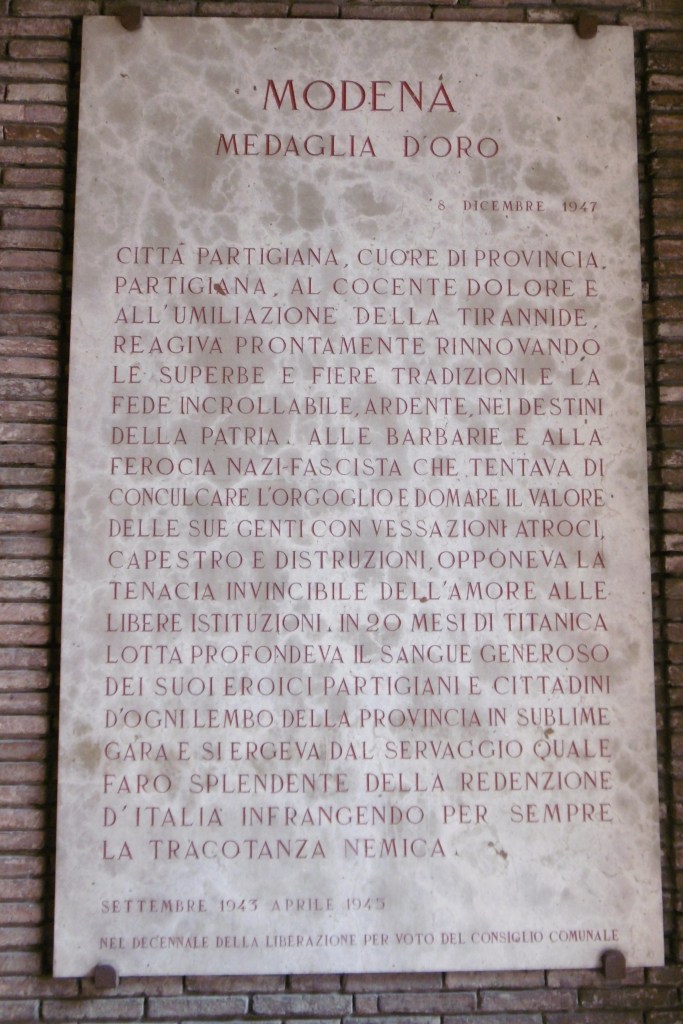 MODENA
MEDAGLIA D'ORO
8 DICEMBRE 1947
CITTÀ PARTIGIANA, CUORE DI PROVINCIA
PARTIGIANA, AL COCENTE DOLORE E
ALL'UMILIAZIONE DELLA TIRANNIDE
REAGIVA PRONTAMENTE RINNOVANDO
LE SUPERBE E FIERE TRADIZIONI E LA
FEDE INCROLLABILE, ARDENTE, NEI DESTINI
DELLA PATRIA. ALLE BARBARIE E ALLA
FEROCIA NAZI-FASCISTA CHE TENTAVA DI
CONCULCARE L'ORGOGLIO E DOMARE IL VALORE
DELLE SUE GENTI CON VESSAZIONI ATROCI,
CAPESTRO E DISTRUZIONI, OPPONEVA LA
TENACIA INVINCIBILE DELL'AMORE ALLE
LIBERE ISTITUZIONI. IN 20 MESI DI TITANICA
LOTTA PROFONDEVA IL SANGUE GENEROSO
DEI SUOI EROICI PARTIGIANI E CITTADINI
D'OGNI LEMBO DELLA PROVINCIA IN SUBLIME
GARA E SI ERGEVA DAL SERVAGGIO QUALE
FARO SPLENDENTE DELLA REDENZIONE
D'ITALIA INFRANGENDO PER SEMPRE
LA TRACOTANZA NEMICA.
SETTEMBRE 1943 APRILE 1945
NEL DECENNALE DELLA LIBERAZIONE PER VOTO DEL CONSIGLIO COMUNALE